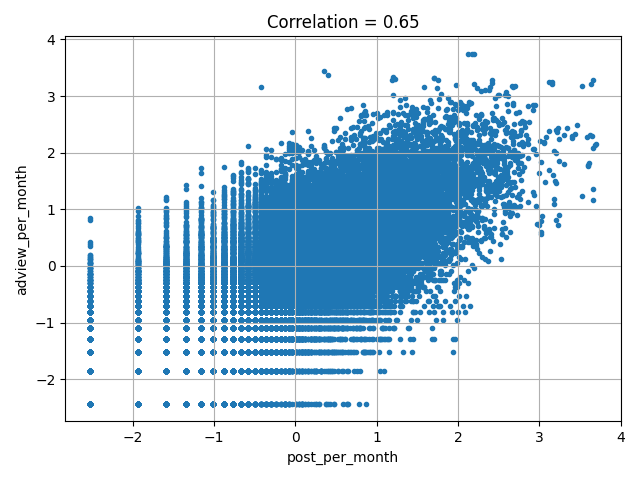 Correlation = 0.65
4
3
2
1
0
−1
−2
adview_per_month
−2 −1 0 1 2 3 4
post_per_month